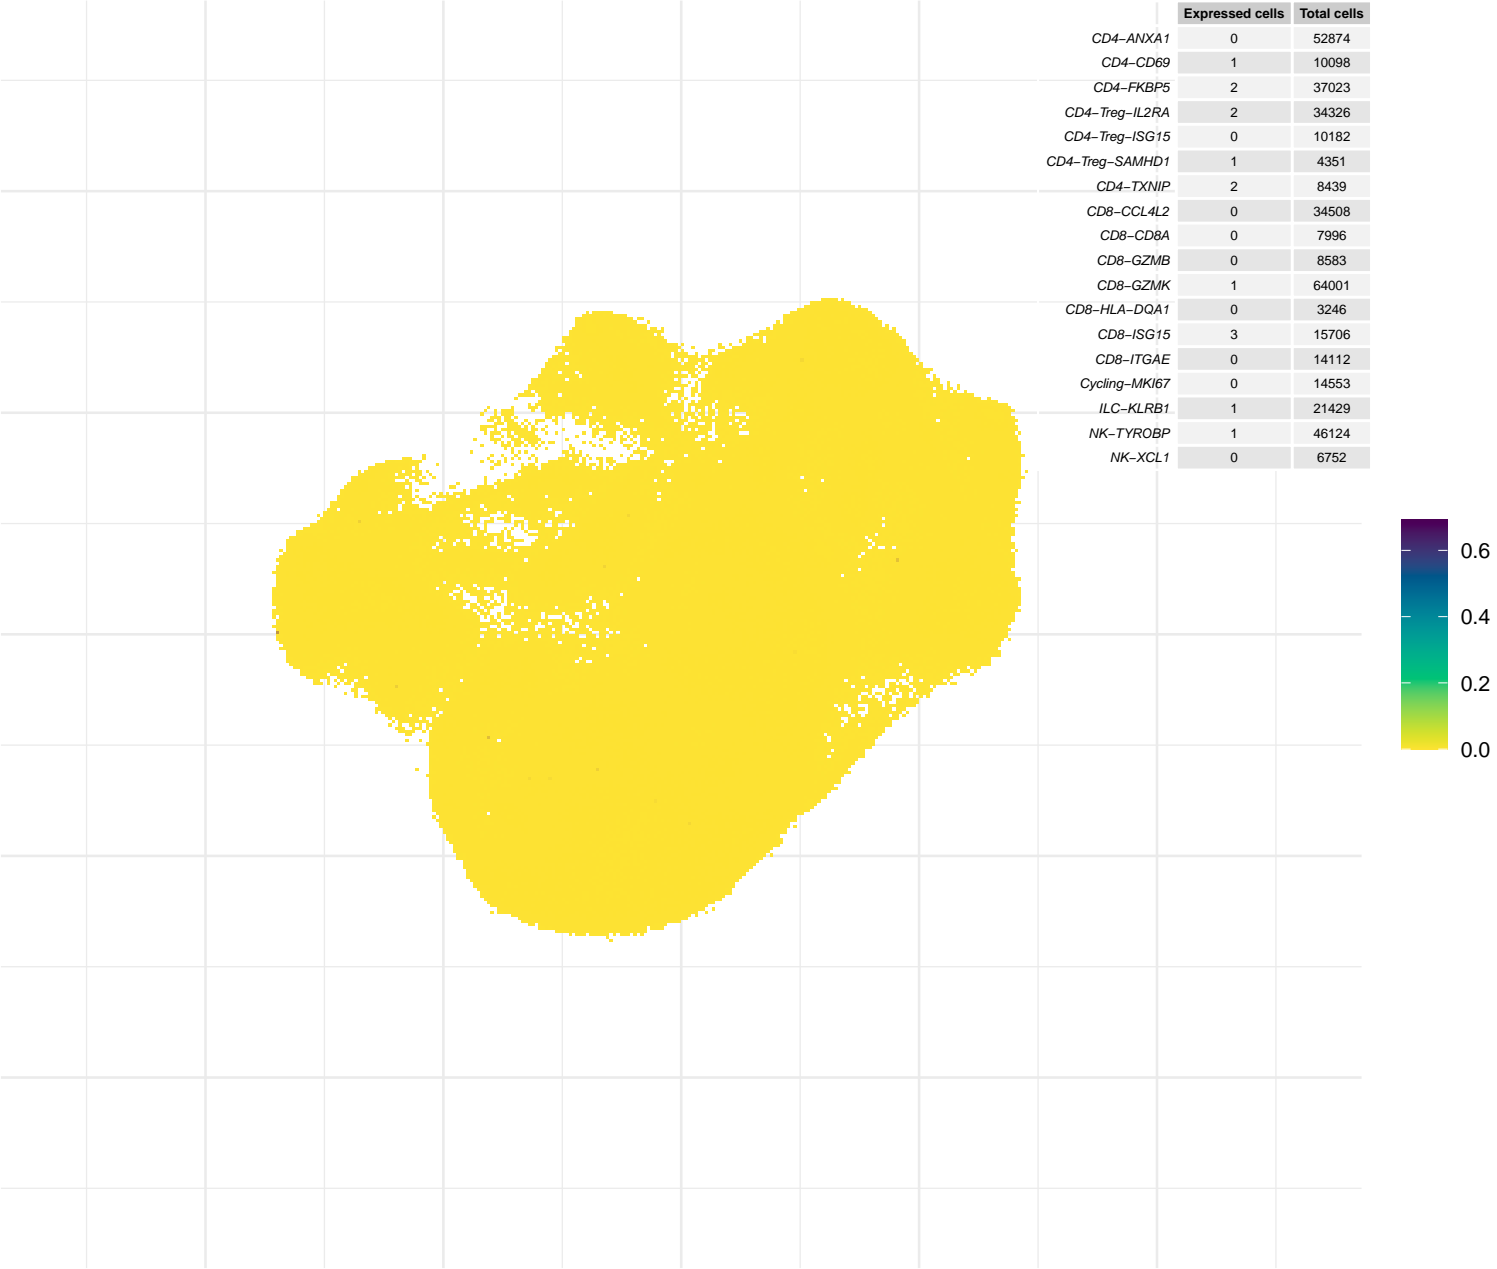 Expressed cells Total cells
CD4−ANXA1 0 52874
CD4−CD69 1 10098
CD4−FKBP5 2 37023
CD4−Treg−IL2RA 2 34326
CD4−Treg−ISG15 0 10182
CD4−Treg−SAMHD1 1 4351
CD4−TXNIP 2 8439
CD8−CCL4L2 0 34508
CD8−CD8A 0 7996
CD8−GZMB 0 8583
CD8−GZMK 1 64001
CD8−HLA−DQA1 0 3246
CD8−ISG15 3 15706
CD8−ITGAE 0 14112
Cycling−MKI67 0 14553
ILC−KLRB1 1 21429
NK−TYROBP 1 46124
NK−XCL1 0 6752
0.6
0.4
0.2
0.0